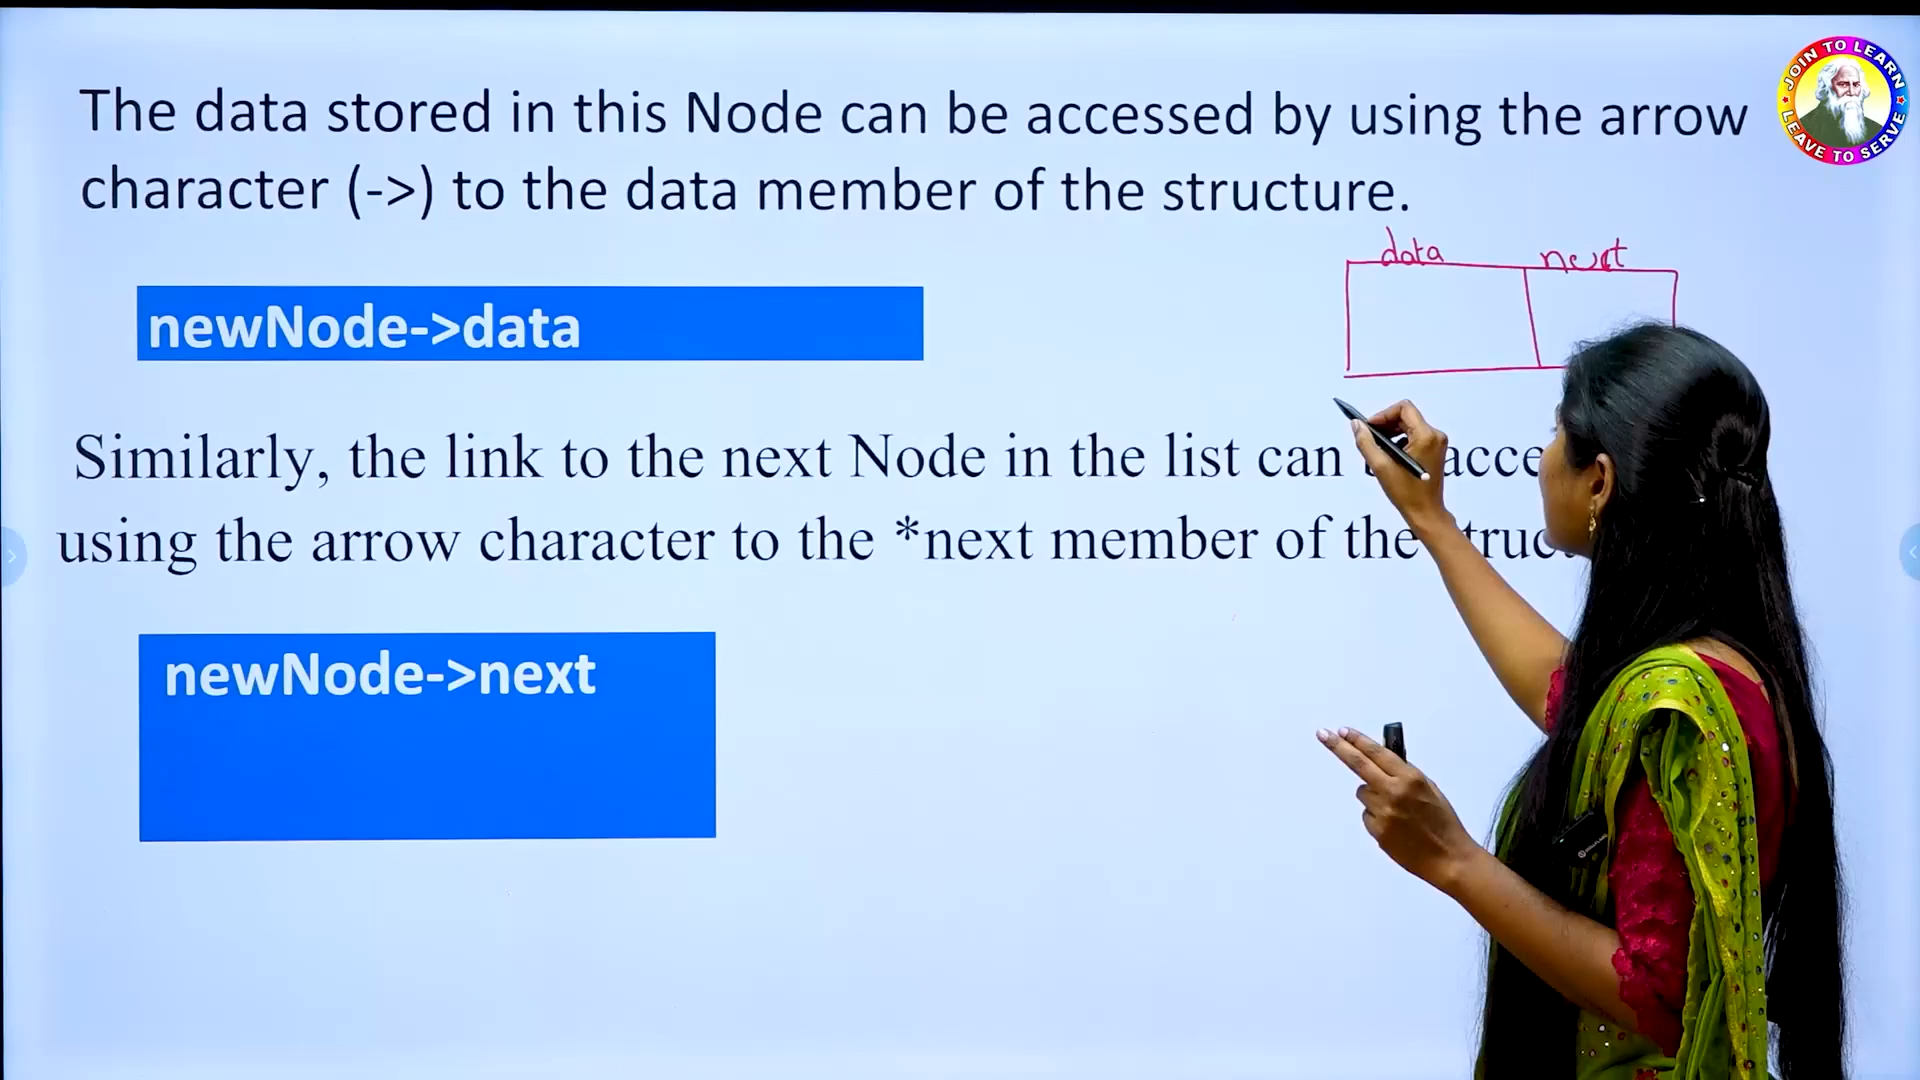 The data stored in this Node can be accessed by using the arrow
character (->) to the data member of the structure.
JOIN TO LEARN
LEAVE TO SERVE
data next
newNode->data
Similarly, the link to the next Node in the list can
using the arrow character to the *next member of the
newNode->next